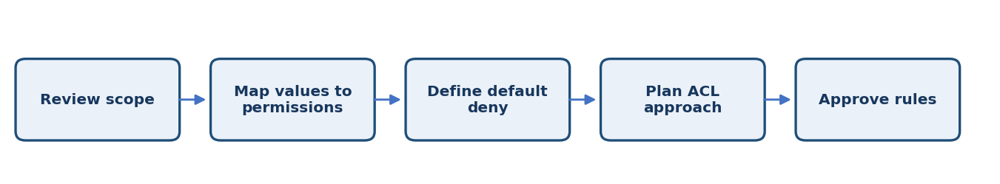 Review scope
Map values to
permissions
Define default
deny
Plan ACL
approach
Approve rules